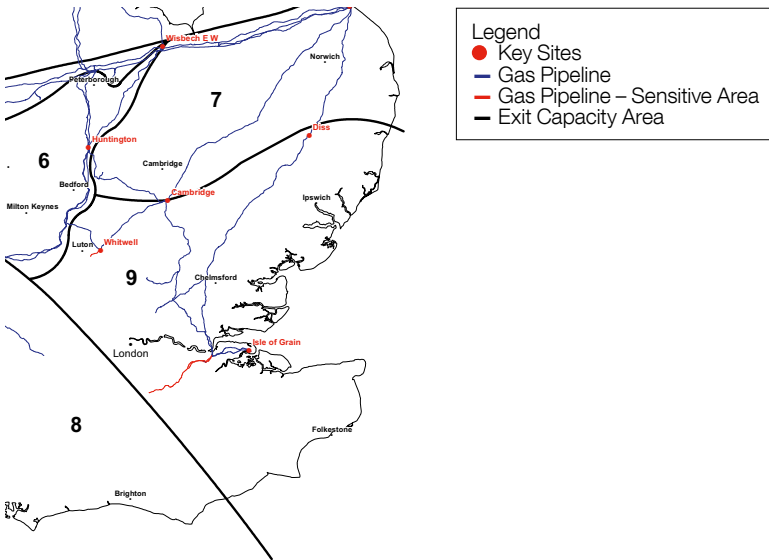 Wisbech E W
Norwich
Peterborough
7
Diss
Huntington
6
Cambridge
Bedford
Cambridge
Ipswich
Milton Keynes
Luton
Whitwell
9
Chelmsford
Isle of Grain
London
8
Folkestone
Brighton
Legend
Key Sites
Gas Pipeline
Gas Pipeline – Sensitive Area
Exit Capacity Area